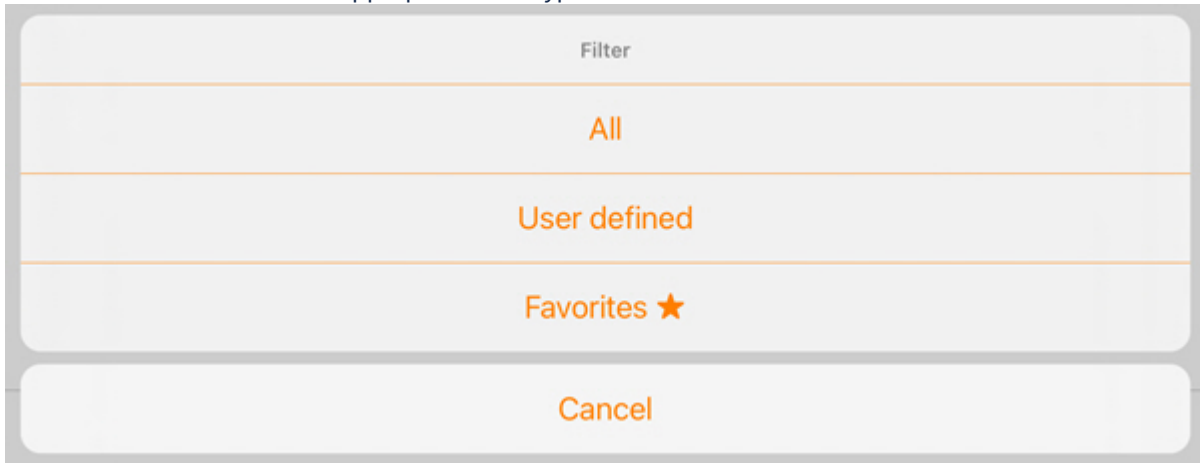 Filter
All
User defined
Favorites ★
Cancel